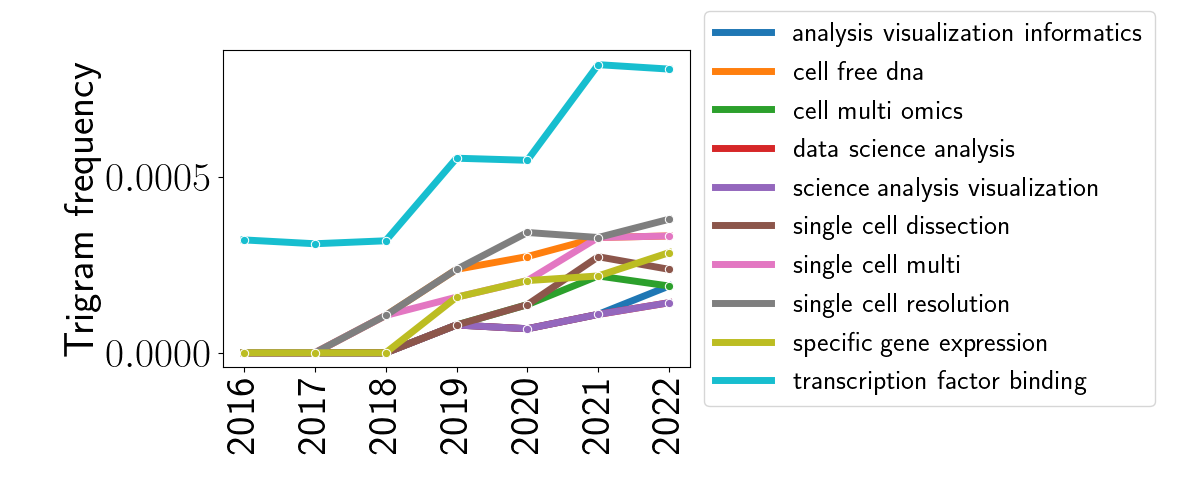 Trigram frequency
0.0005
0.0000
2016
2017
2018
2019
2020
2021
2022
analysis visualization informatics
cell free dna
cell multi omics
data science analysis
science analysis visualization
single cell dissection
single cell multi
single cell resolution
specific gene expression
transcription factor binding